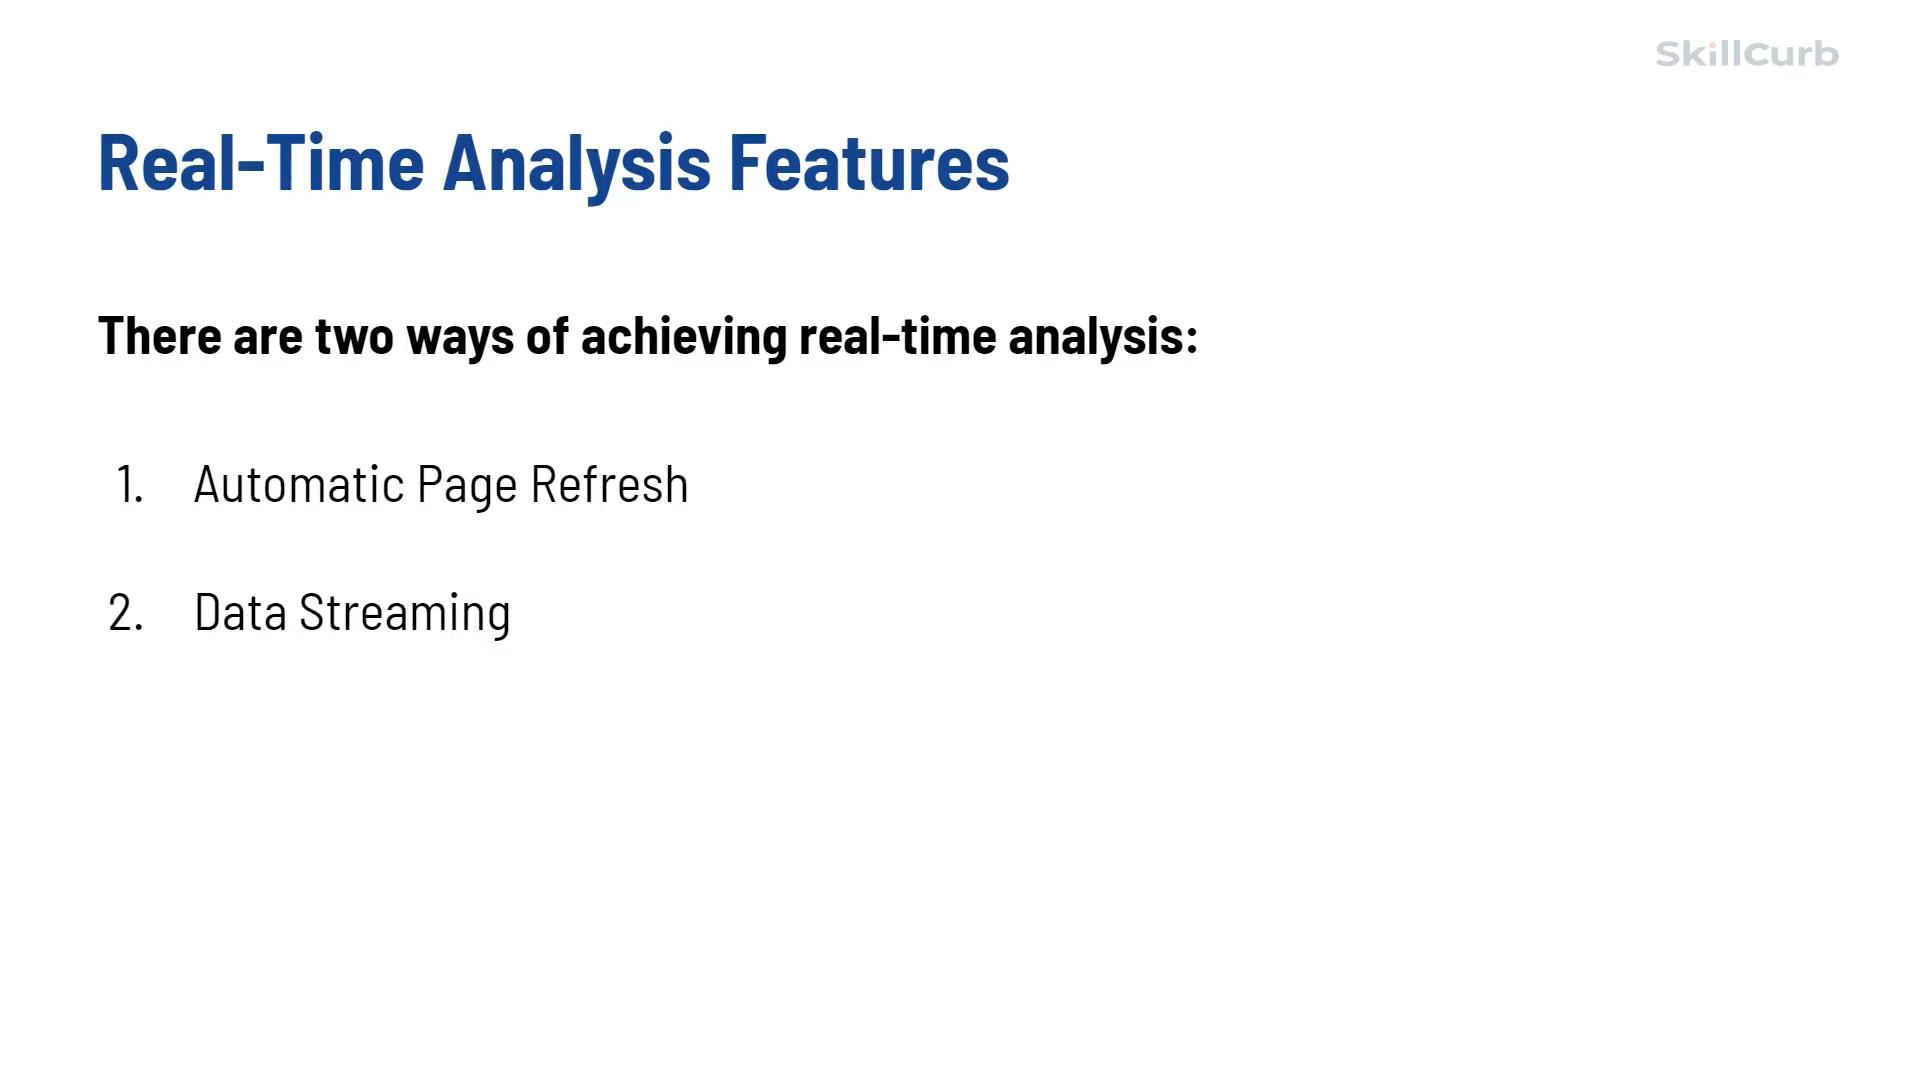 SkillCurb
Real-Time Analysis Features
There are two ways of achieving real-time analysis:
1. Automatic Page Refresh
2. Data Streaming